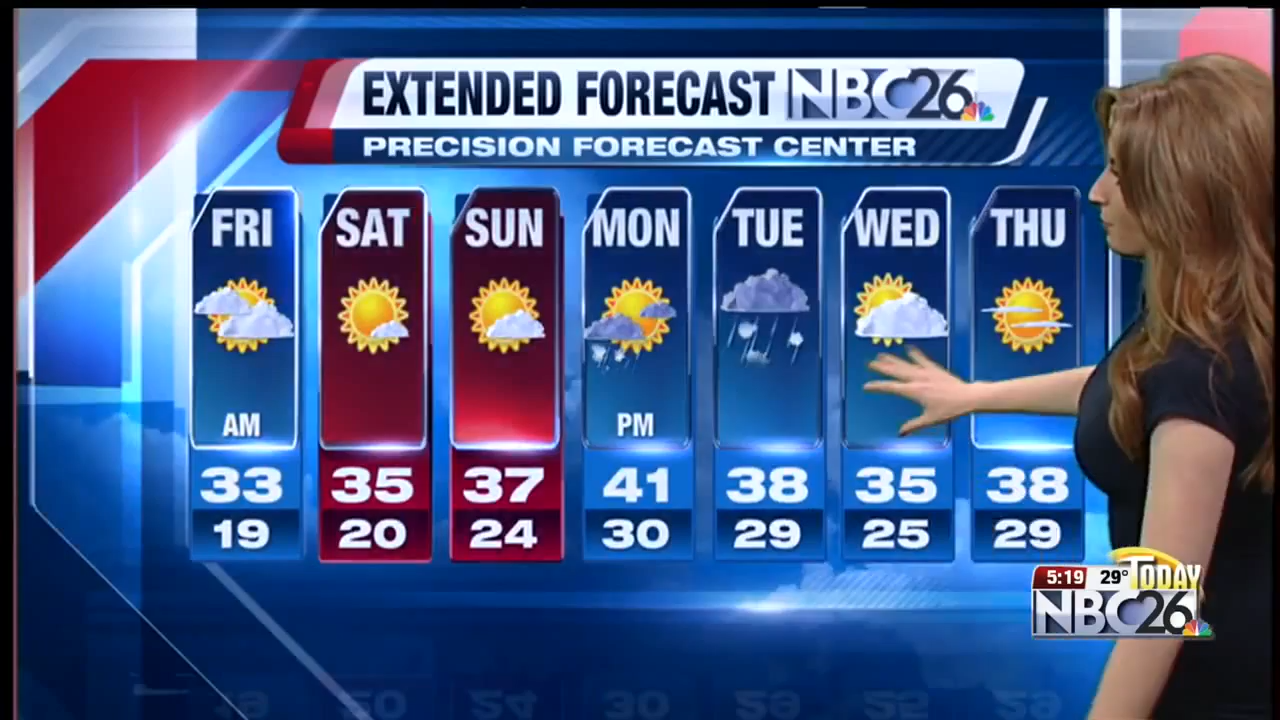 EXTENDED FORECAST NBC26
PRECISION FORECAST CENTER
FRI SAT SUN MON TUE WED THU
AM PM
33 35 37 41 38 35 38
19 20 24 30 29 25 29
5:19 29° TODAY
NBC26